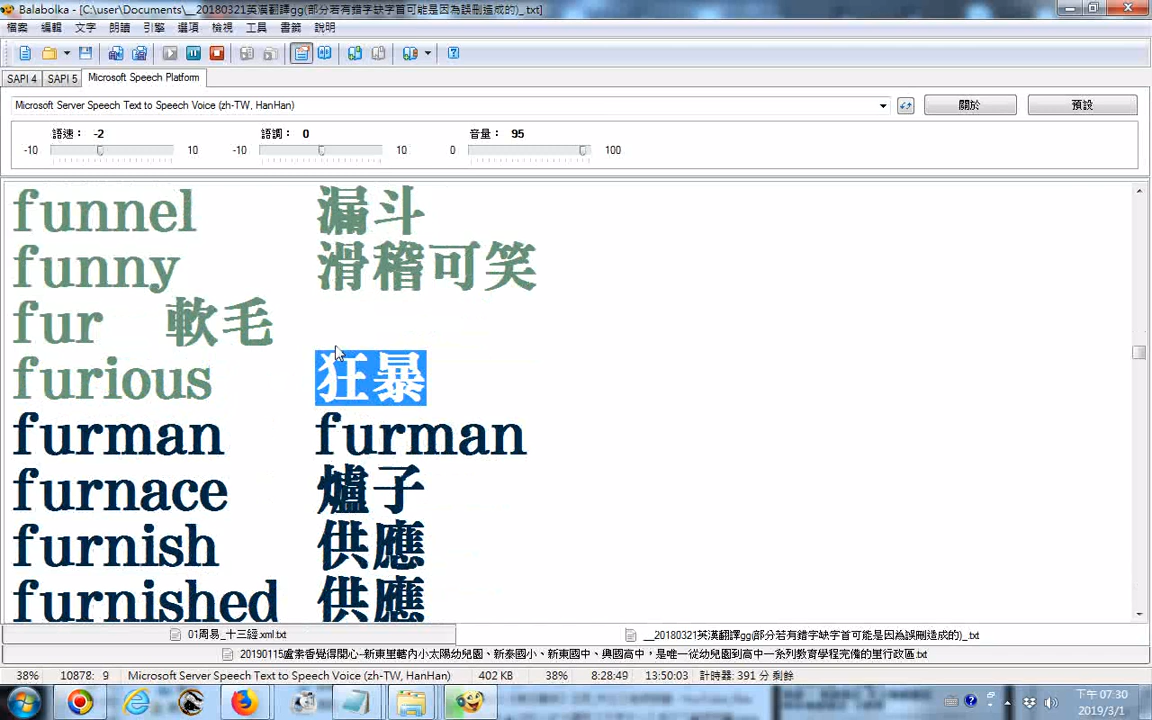 Balabolka - [C:\user\Documents\__20180321英漢翻譯gg(部分若有錯字缺字首可能是因為誤刪造成的)_.txt]
檔案 編輯 文字 朗讀 引擎 選項 檢視 工具 書籤 說明
SAPI 4 SAPI 5 Microsoft Speech Platform
Microsoft Server Speech Text to Speech Voice (zh-TW, HanHan) 關於 預設
語速： -2 語調： 0 音量： 95
-10 10 -10 10 0 100
funnel 漏斗
funny 滑稽可笑
fur 軟毛
furious 狂暴
furman furman
furnace 爐子
furnish 供應
furnished 供應
01周易_十三經.xml.txt __20180321英漢翻譯gg(部分若有錯字缺字首可能是因為誤刪造成的)_.txt
20190115盧素香覺得開心-新東里轄內小太陽幼兒園、新泰國小、新東國中、興國高中，是唯一從幼兒園到高中一系列教育學程完備的里行政區.txt
38% 10878: 9 Microsoft Server Speech Text to Speech Voice (zh-TW, HanHan) 402 KB 38% 8:28:49 13:50:03 計時器: 391 分 剩餘
下午 07:30
2019/3/1